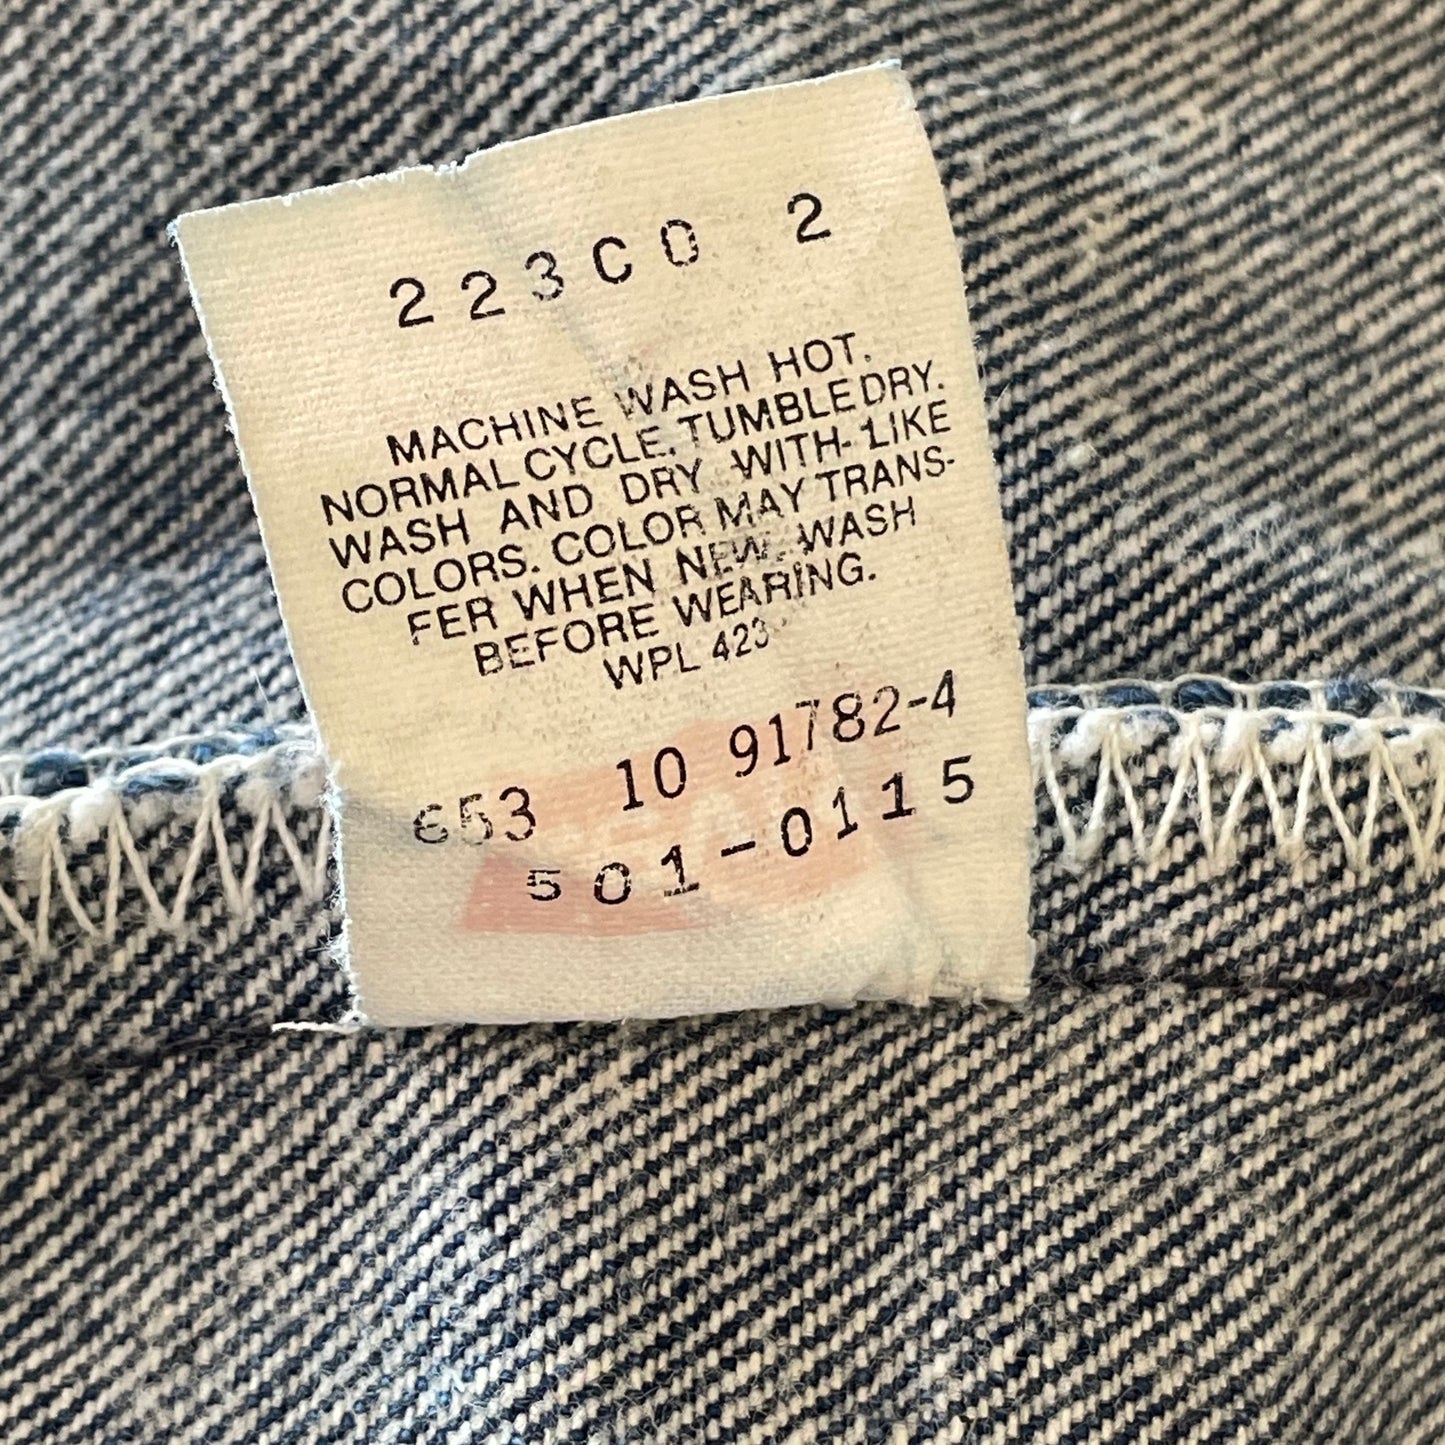 223C0 2
MACHINE WASH HOT.
NORMAL CYCLE. TUMBLE DRY.
WASH AND DRY WITH LIKE
COLORS. COLOR MAY TRANS-
FER WHEN NEW. WASH
BEFORE WEARING.
WPL 423
653 10 91782-4
501-0115